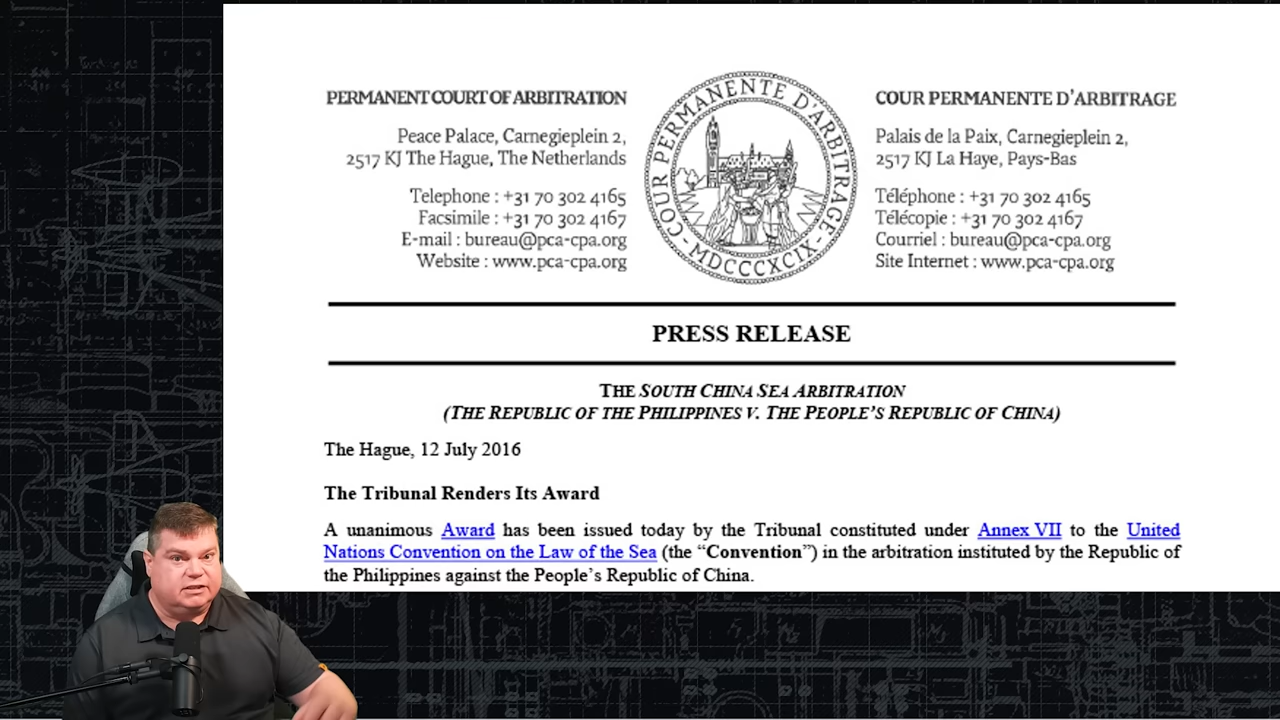 PERMANENT COURT OF ARBITRATION
Peace Palace, Carnegieplein 2,
2517 KJ The Hague, The Netherlands
Telephone : +31 70 302 4165
Facsimile : +31 70 302 4167
E-mail : bureau@pca-cpa.org
Website : www.pca-cpa.org
COUR PERMANENTE D'ARBITRAGE
MDCCCXCIX
COUR PERMANENTE D'ARBITRAGE
Palais de la Paix, Carnegieplein 2,
2517 KJ La Haye, Pays-Bas
Téléphone : +31 70 302 4165
Télécopie : +31 70 302 4167
Courriel : bureau@pca-cpa.org
Site Internet : www.pca-cpa.org
PRESS RELEASE
THE SOUTH CHINA SEA ARBITRATION
(THE REPUBLIC OF THE PHILIPPINES V. THE PEOPLE'S REPUBLIC OF CHINA)
The Hague, 12 July 2016
The Tribunal Renders Its Award
A unanimous Award has been issued today by the Tribunal constituted under Annex VII to the United
Nations Convention on the Law of the Sea (the “Convention”) in the arbitration instituted by the Republic of
the Philippines against the People's Republic of China.